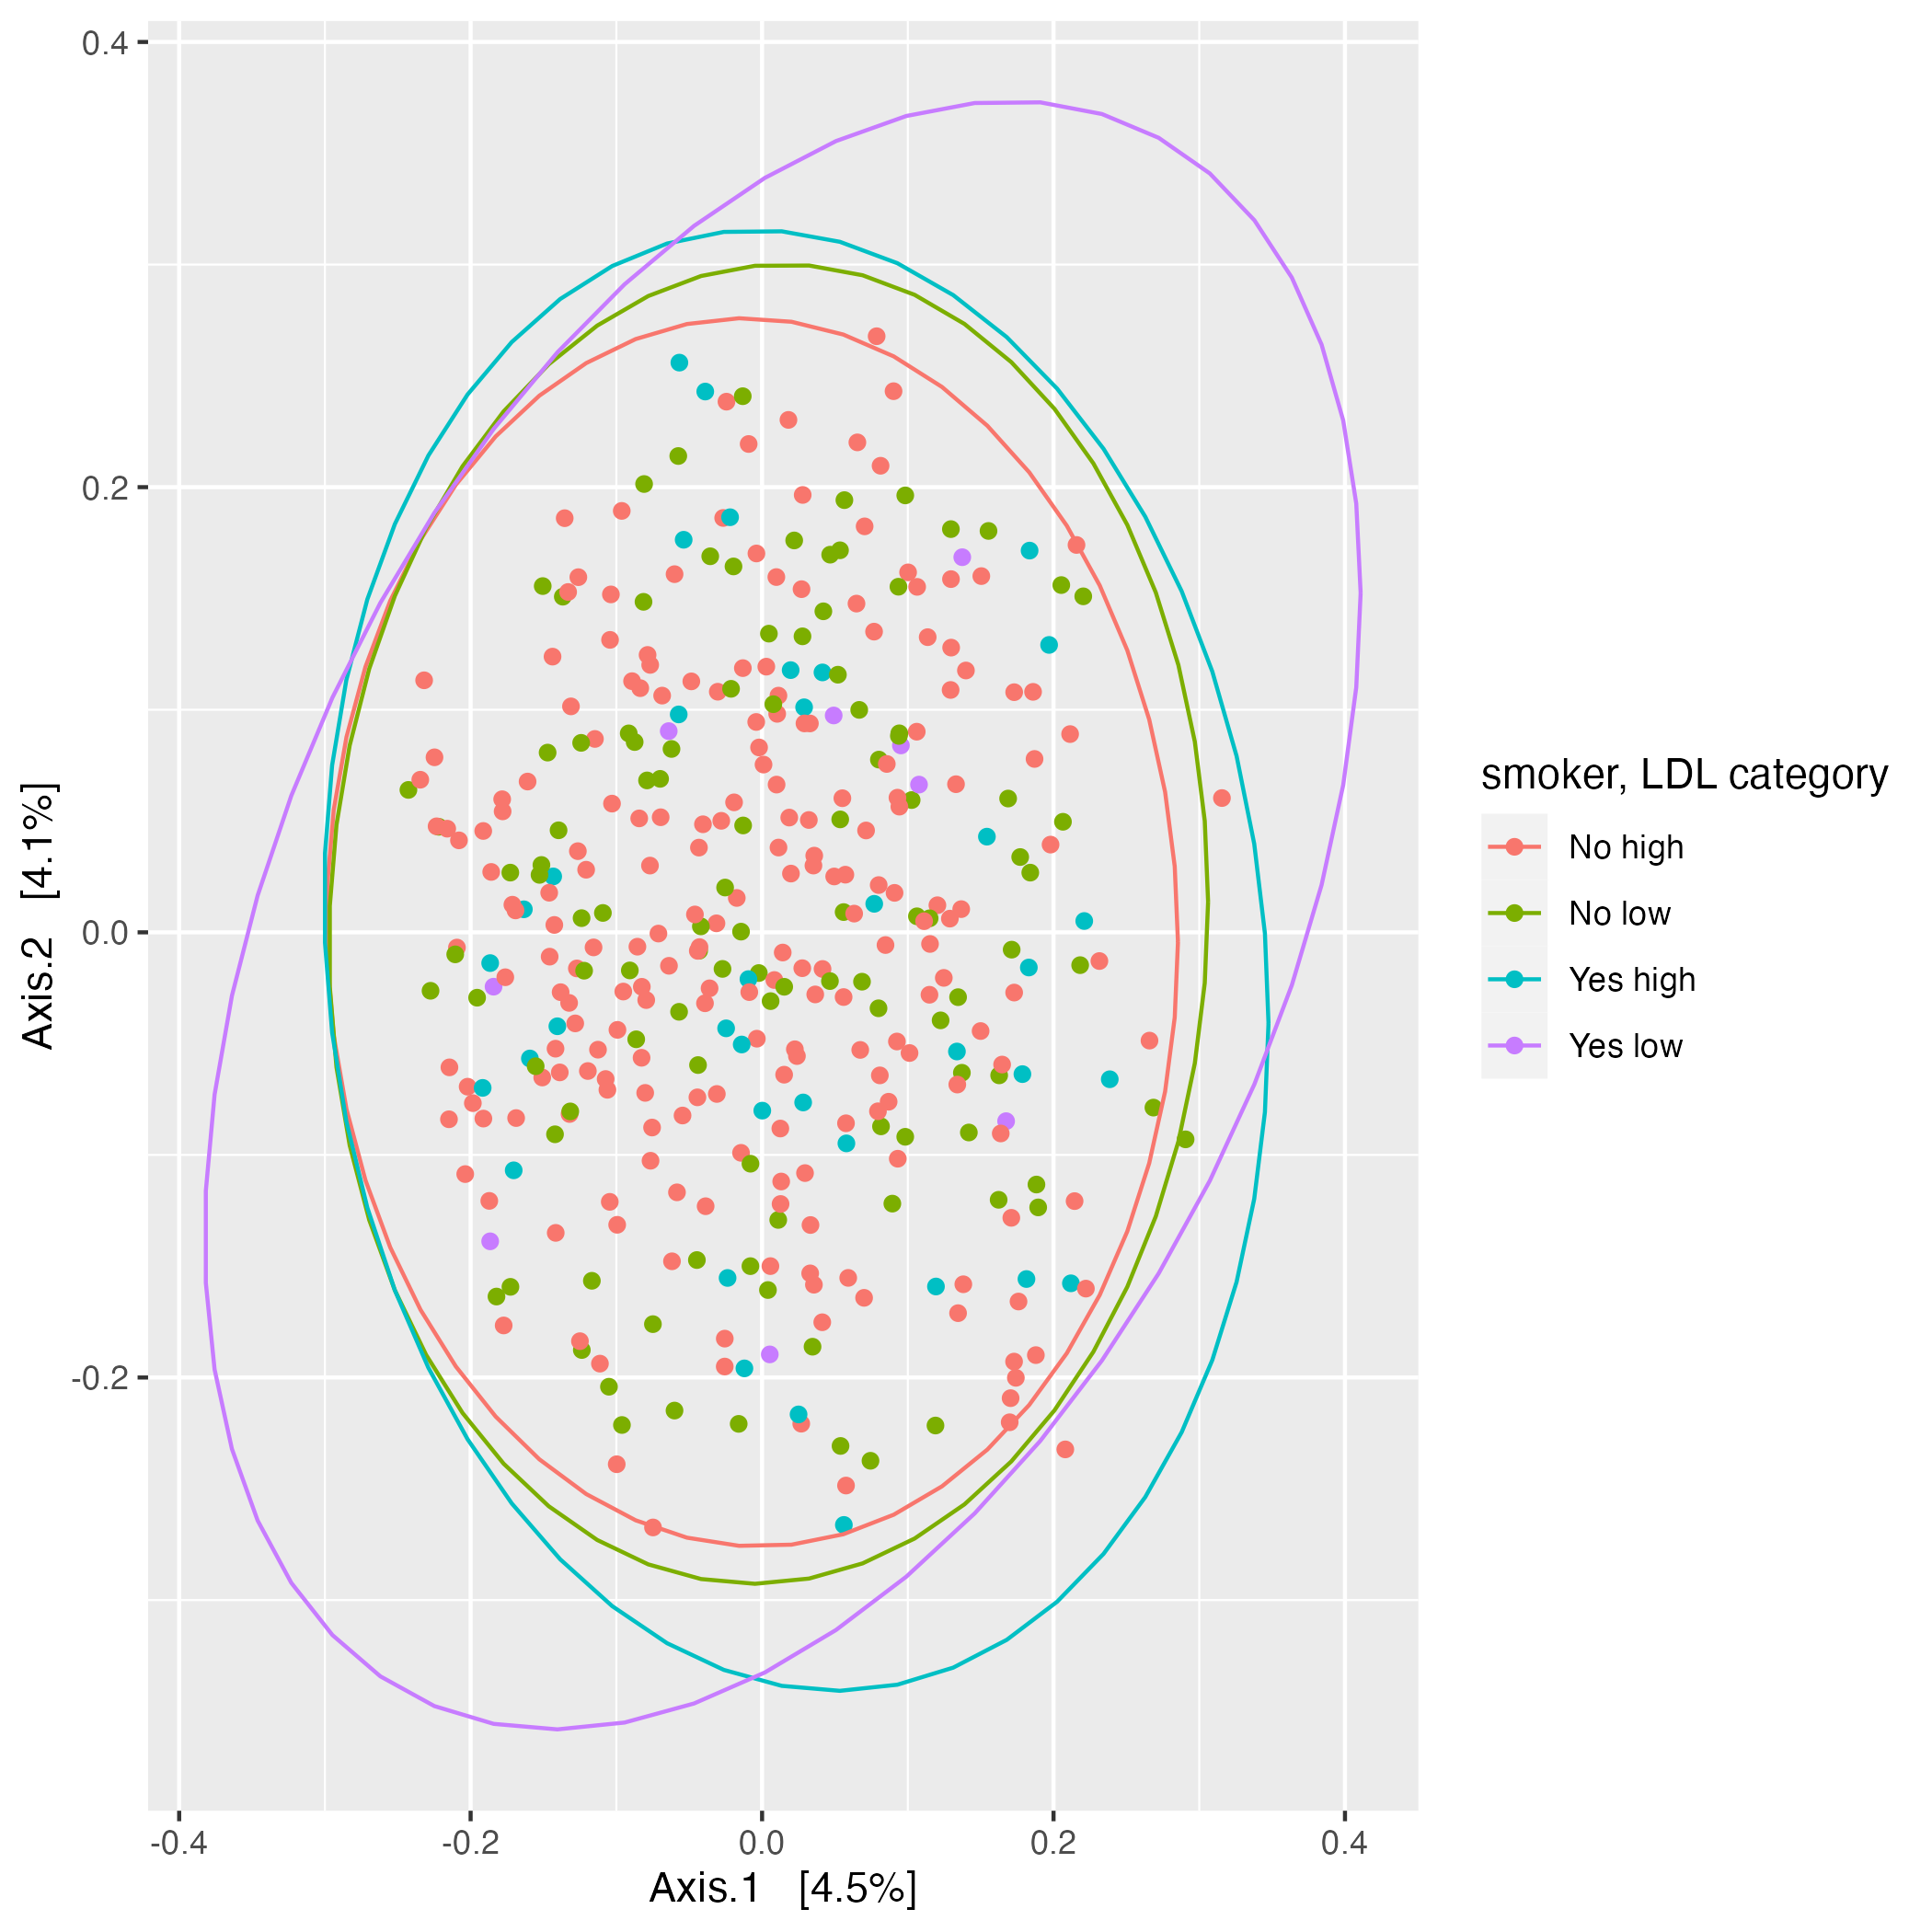 0.4
0.2
0.0
-0.2
Axis.2 [4.1%]
-0.4
-0.2
0.0
0.2
0.4
Axis.1 [4.5%]
smoker, LDL category
No high
No low
Yes high
Yes low